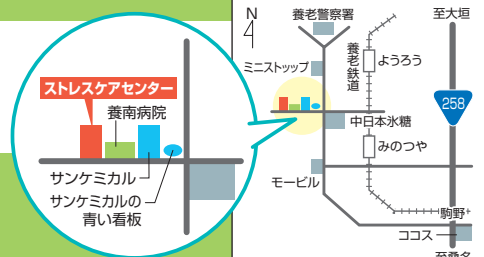 ストレスケアセンター
養南病院
サンケミカル
サンケミカルの
青い看板
N
養老警察署
至大垣
ミニストップ
養老鉄道
ようろう
258
中日本氷糖
みのつや
モービル
駒野
ココス
至桑名